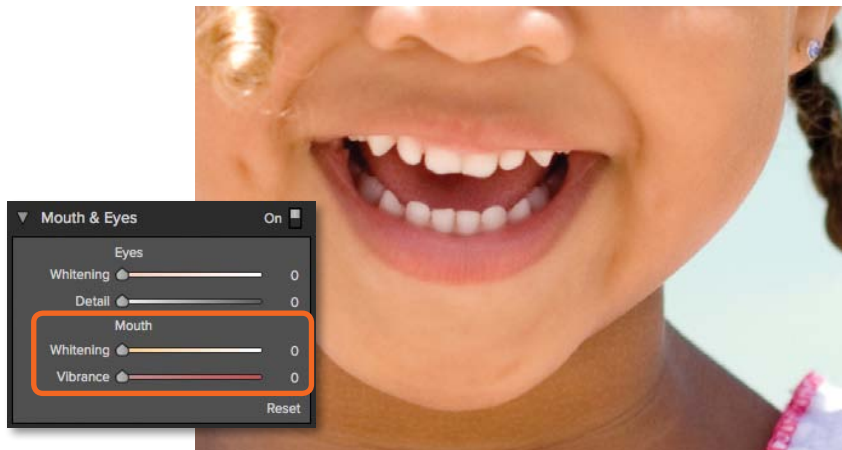 Mouth & Eyes On
Eyes
Whitening 0
Detail 0
Mouth
Whitening 0
Vibrance 0
Reset